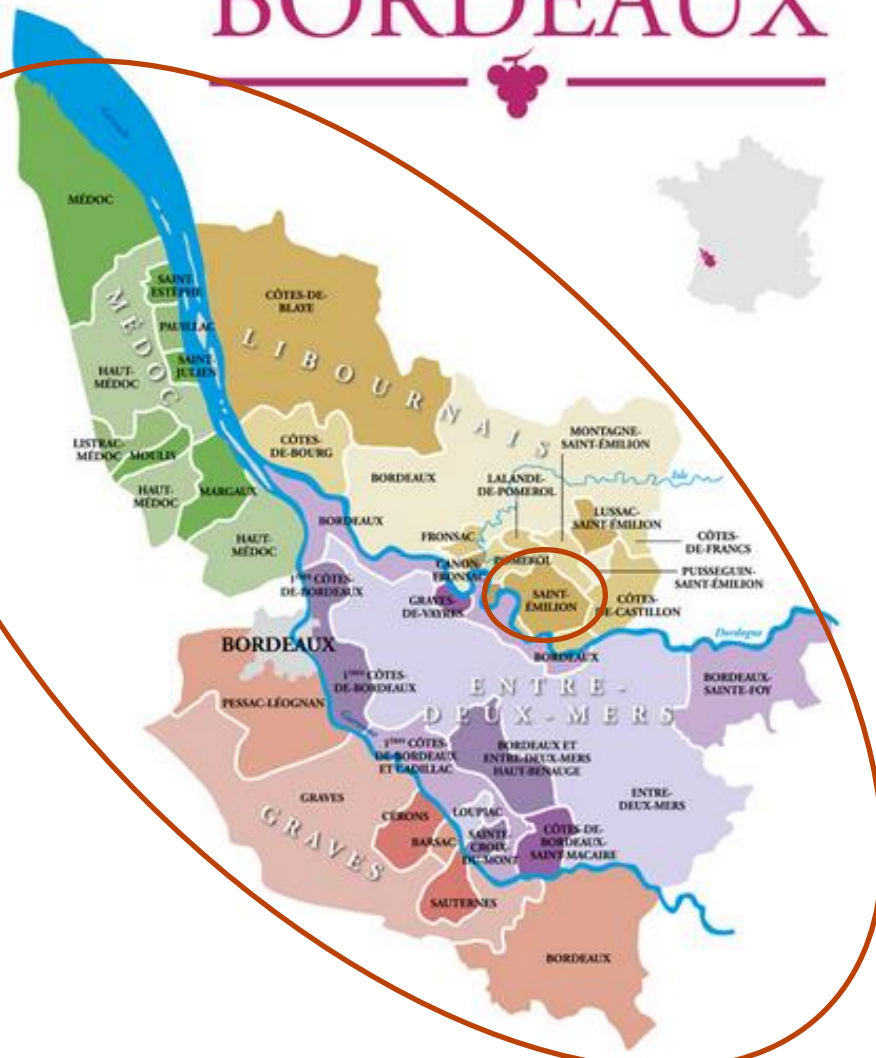 BORDEAUX
Gironde
MÉDOC
SAINT-
ESTÈPHE
PAUILLAC
SAINT-
JULIEN
MÉDOC
HAUT-
MÉDOC
LISTRAC-
MÉDOC
MOULIS
HAUT-
MÉDOC
MARGAUX
HAUT-
MÉDOC
CÔTES-DE-
BLAYE
LIBOURNAIS
CÔTES-
DE-BOURG
BORDEAUX
BORDEAUX
MONTAGNE-
SAINT-ÉMILION
LALANDE-
DE-POMEROL
Isle
LUSSAC-
SAINT-ÉMILION
CÔTES-
DE-FRANCS
FRONSAC
POMEROL
CANON-
FRONSAC
PUISSEGUIN-
SAINT-ÉMILION
GRAVES-
DE-VAYRES
SAINT-
ÉMILION
CÔTES-
DE-CASTILLON
Dordogne
BORDEAUX
1ÈRES CÔTES-
DE-BORDEAUX
BORDEAUX
1ÈRES CÔTES-
DE-BORDEAUX
ENTRE-
DEUX-MERS
BORDEAUX-
SAINTE-FOY
PESSAC-LÉOGNAN
1ÈRES CÔTES-
DE-BORDEAUX
ET CADILLAC
BORDEAUX ET
ENTRE-DEUX-MERS
HAUT-BENAUGE
ENTRE-
DEUX-MERS
GRAVES
GRAVES
CÉRONS
BARSAC
LOUPIAC
SAINTE-
CROIX-
DU-MONT
CÔTES-DE-
BORDEAUX-
SAINT-MACAIRE
SAUTERNES
BORDEAUX